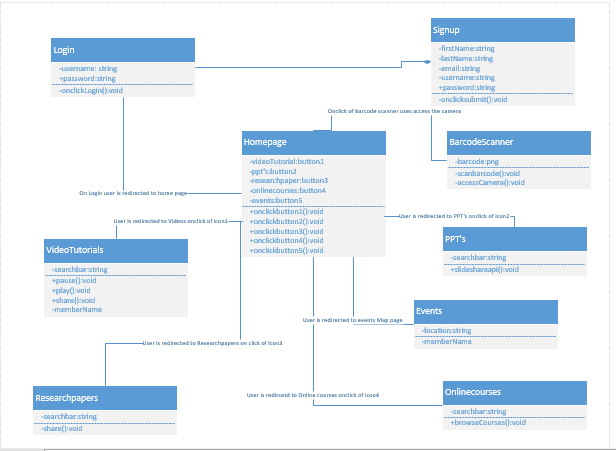 Login
-username: string
+password:string
-onclickLogin():void
Signup
-firstName:string
-lastName:string
-email:string
-username:string
+password:string
-onclicksubmit():void
Onclick of barcode scanner uses access the camera
Homepage
-videoTutorial:button1
-ppt's:button2
-researchpaper:button3
-onlinecourses:button4
-events:button5
+onclickbutton1():void
+onclickbutton2():void
+onclickbutton3():void
+onclickbutton4():void
+onclickbutton5():void
BarcodeScanner
-barcode:png
-scanbarcode():void
-accessCamera():void
On Login user is redirected to home page
User is redirected to Videos onclick of icon1
User is redirected to PPT's onclick of icon2
VideoTutorials
-searchbar:string
+pause():void
+play():void
+share():void
-memberName
PPT's
-searchbar:string
+slideshareapi():void
Events
-location:string
-memberName
User is redirected to events Map page
User is redirected to Researchpapers on click of icon3
Researchpapers
-searchbar:string
-share():void
User is redirceted to Online courses onclick of icon4
Onlinecourses
-searchbar:string
+browseCourses():void